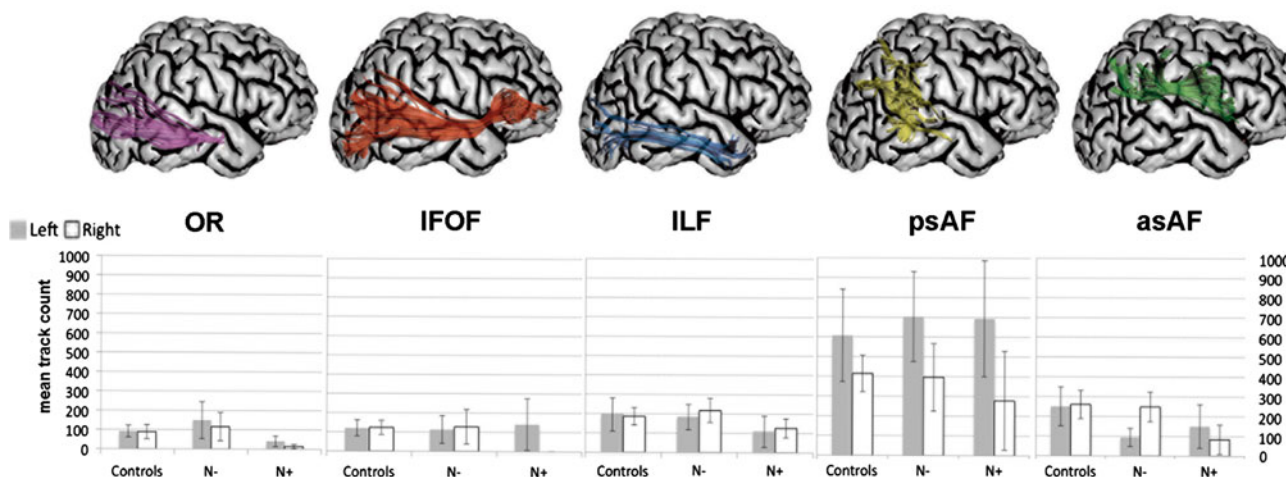 Left Right
OR IFOF ILF psAF asAF
mean track count
1000 1000
900 900
800 800
700 700
600 600
500 500
400 400
300 300
200 200
100 100
0 0
Controls N- N+ Controls N- N+ Controls N- N+ Controls N- N+ Controls N- N+